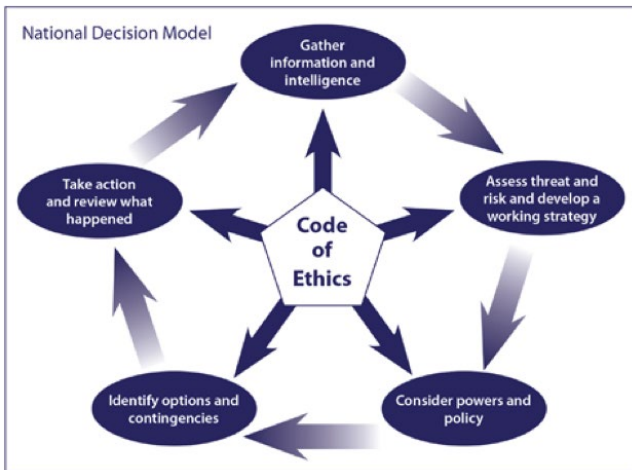 National Decision Model
Gather
information and
intelligence
Assess threat and
risk and develop a
working strategy
Consider powers and
policy
Identify options and
contingencies
Take action
and review what
happened
Code
of
Ethics